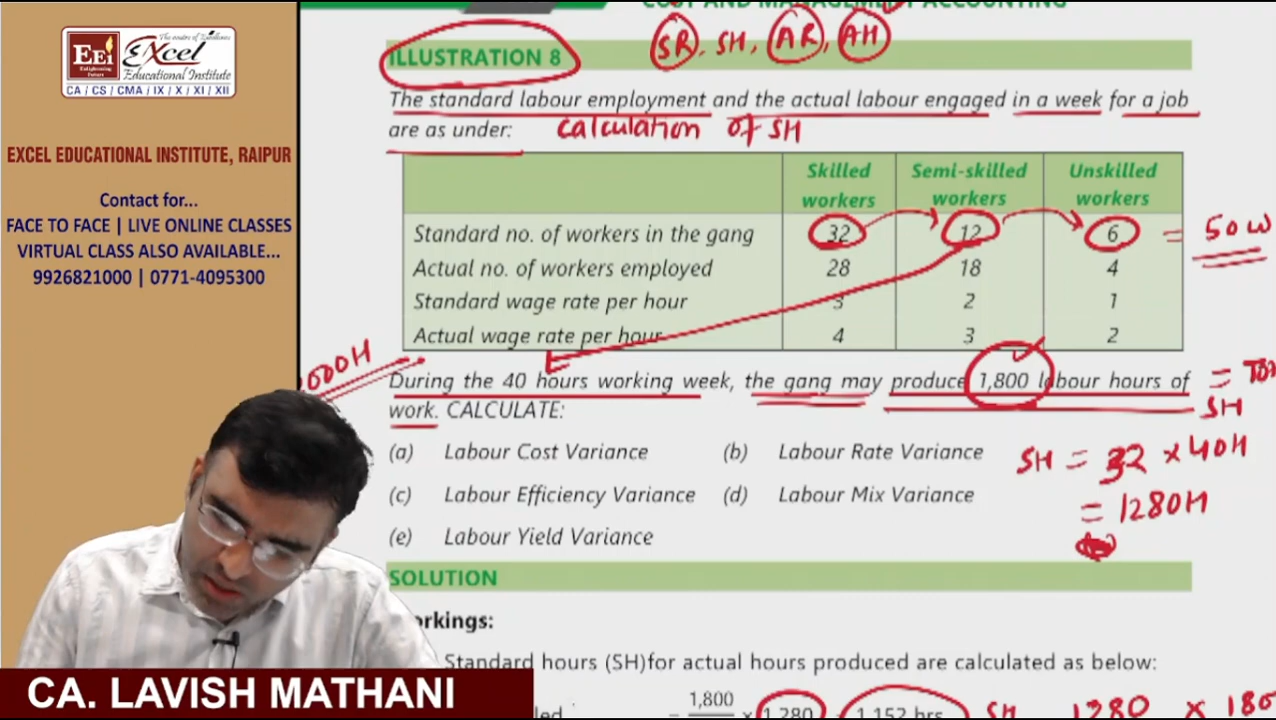 COST AND MANAGEMENT ACCOUNTING
The centre of Excellence
EEi
Enlightening Future
Excel
Educational Institute
CA / CS / CMA / IX / X / XI / XII
EXCEL EDUCATIONAL INSTITUTE, RAIPUR
Contact for...
FACE TO FACE | LIVE ONLINE CLASSES
VIRTUAL CLASS ALSO AVAILABLE...
9926821000 | 0771-4095300
ILLUSTRATION 8
SR, SH, AR, AH
The standard labour employment and the actual labour engaged in a week for a job
are as under:
Calculation of SH
Skilled workers Semi-skilled workers Unskilled workers
Standard no. of workers in the gang 32 12 6 = 50W
Actual no. of workers employed 28 18 4
Standard wage rate per hour 3 2 1
Actual wage rate per hour 4 3 2
During the 40 hours working week, the gang may produce 1,800 labour hours of
work. CALCULATE:
(a) Labour Cost Variance (b) Labour Rate Variance
(c) Labour Efficiency Variance (d) Labour Mix Variance
(e) Labour Yield Variance
SH
SH = 32 × 40H
= 1280H
SOLUTION
Standard hours (SH)for actual hours produced are calculated as below:
1,800
× 1,280 1,152 hrs
SH 1280 ×
CA. LAVISH MATHANI